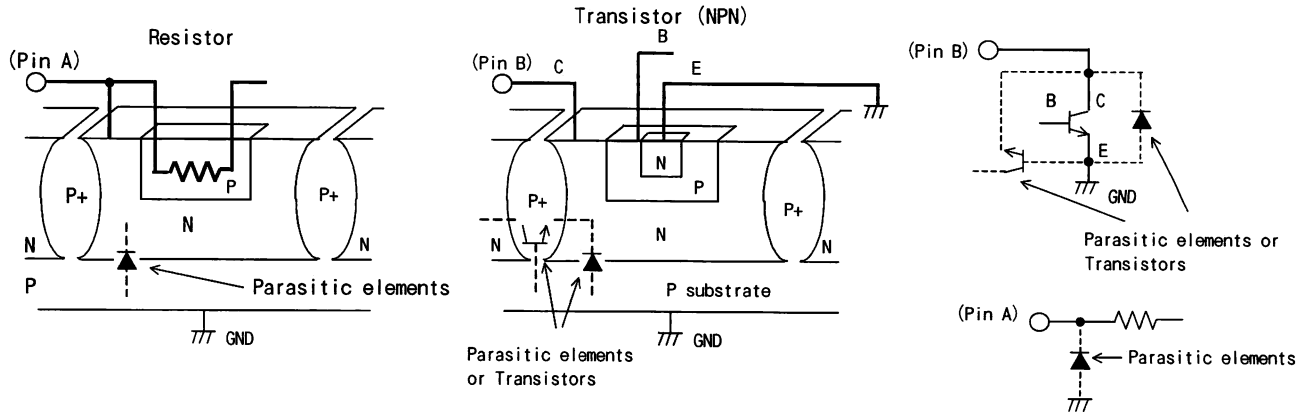 Resistor
(Pin A)
P+
P
N
P+
N
N
P
Parasitic elements
GND
Transistor (NPN)
B
(Pin B)
C
E
N
P
P+
N
P+
N
N
P substrate
GND
Parasitic elements
or Transistors
(Pin B)
B
C
E
GND
Parasitic elements or
Transistors
(Pin A)
Parasitic elements